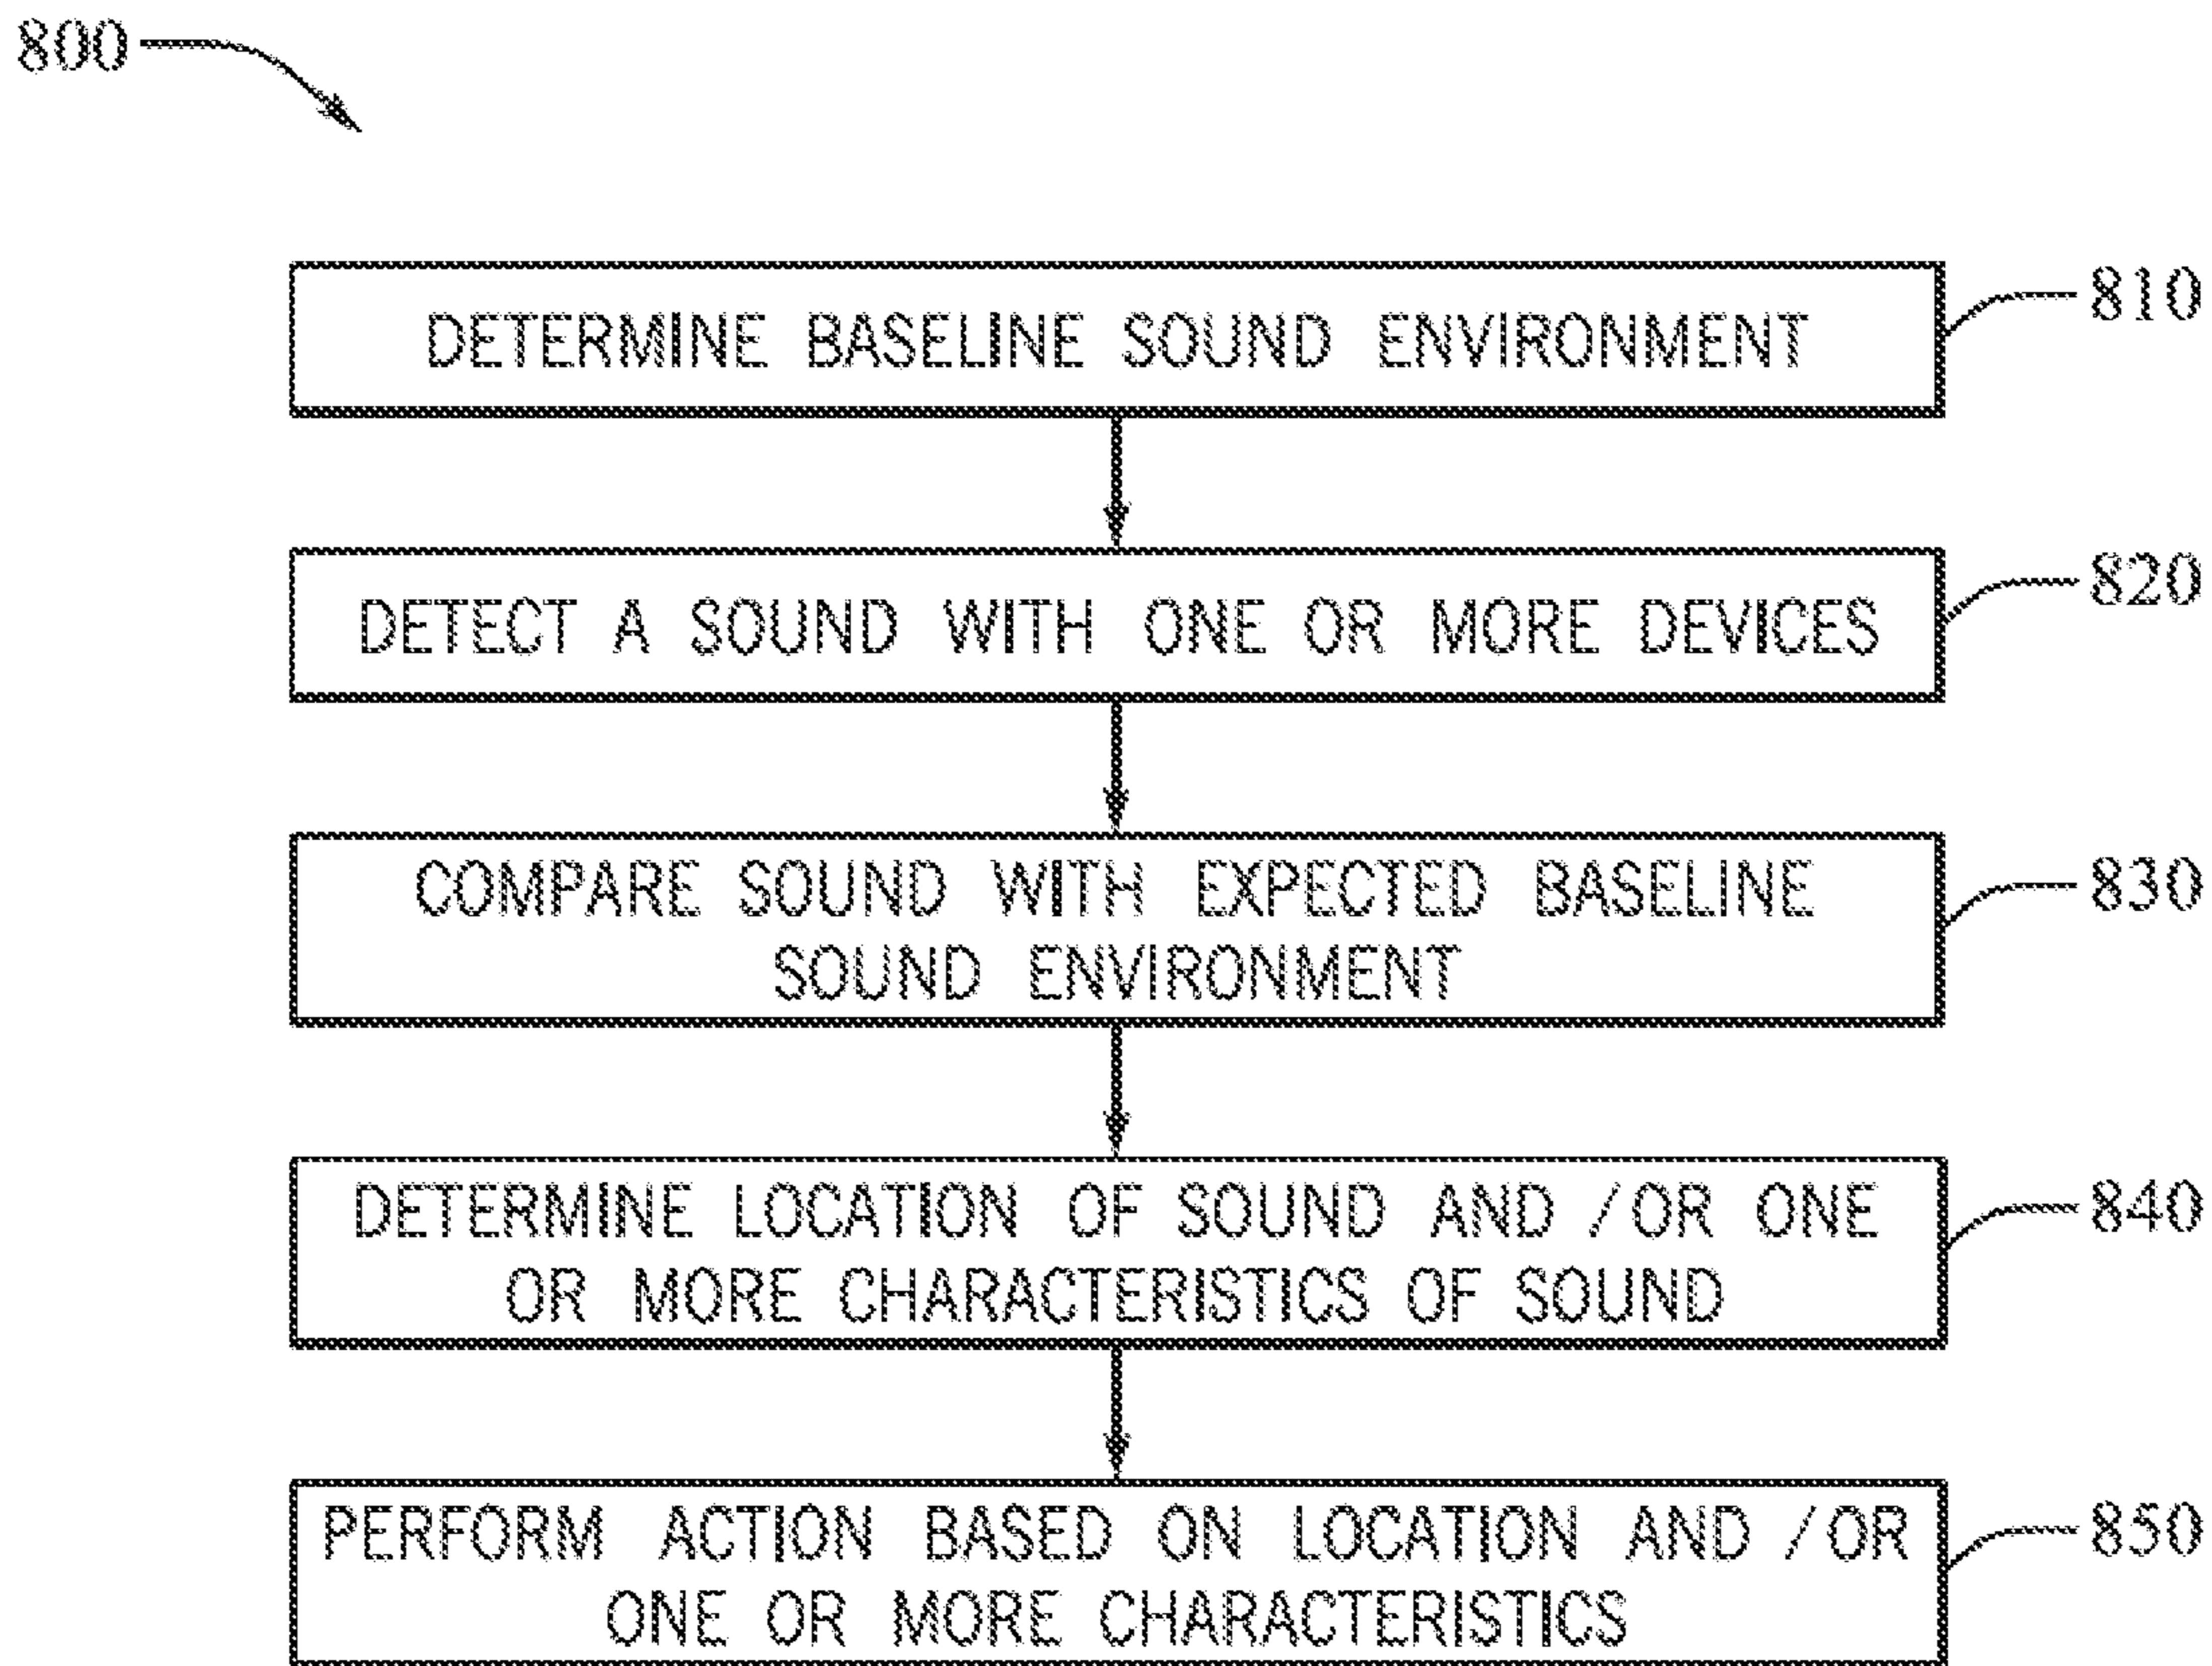 800
DETERMINE BASELINE SOUND ENVIRONMENT
810
DETECT A SOUND WITH ONE OR MORE DEVICES
820
COMPARE SOUND WITH EXPECTED BASELINE
SOUND ENVIRONMENT
830
DETERMINE LOCATION OF SOUND AND /OR ONE
OR MORE CHARACTERISTICS OF SOUND
840
PERFORM ACTION BASED ON LOCATION AND /OR
ONE OR MORE CHARACTERISTICS
850